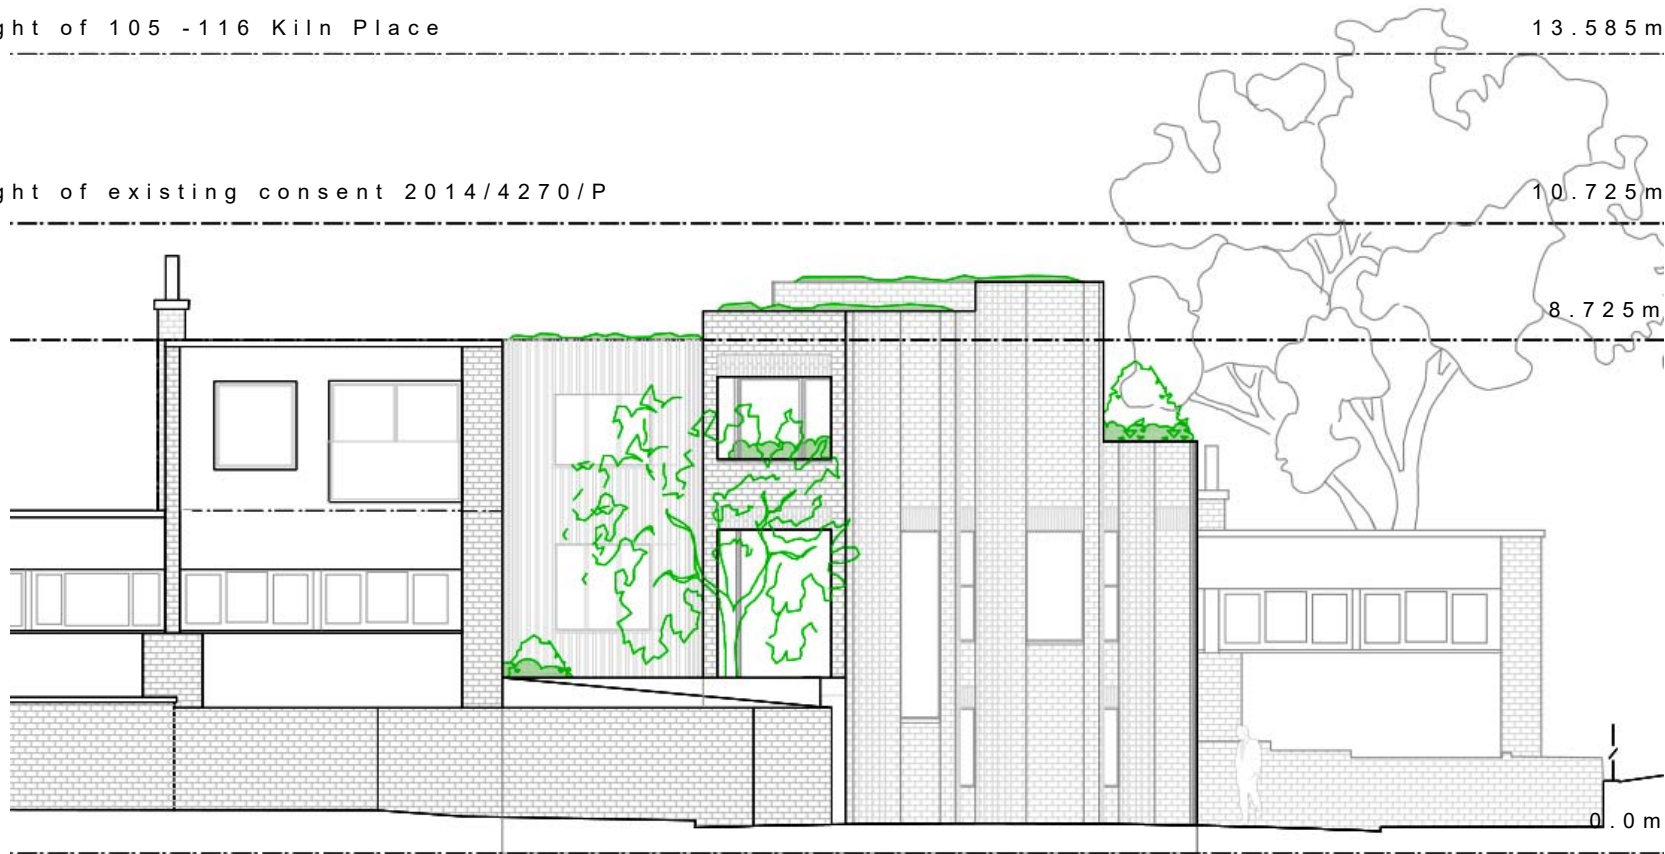 ght of 105 -116 Kiln Place 13.585m
ght of existing consent 2014/4270/P 10.725m
8.725m
0.0m